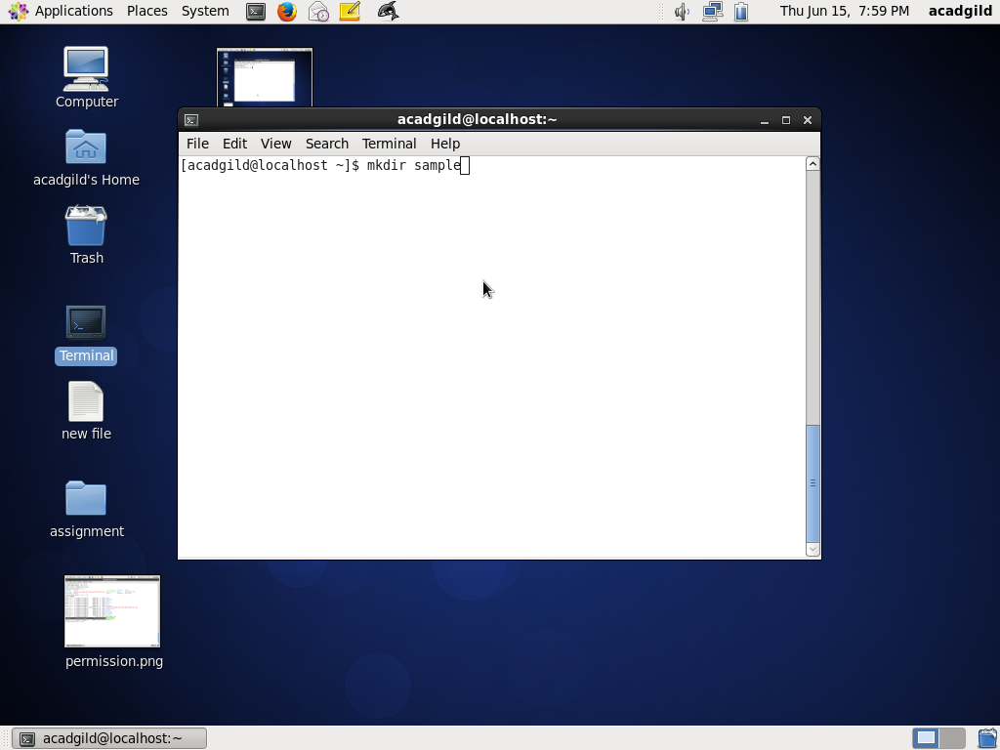 Applications Places System Thu Jun 15, 7:59 PM acadgild
Computer
acadgild's Home
Trash
Terminal
new file
assignment
permission.png
acadgild@localhost:~
File Edit View Search Terminal Help
[acadgild@localhost ~]$ mkdir sample
acadgild@localhost:~